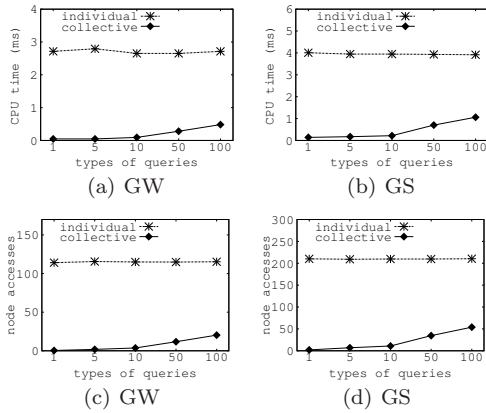 individual
collective
CPU time (ms)
4
3
2
1
0
1 5 10 50 100
types of queries
(a) GW
individual
collective
CPU time (ms)
6
5
4
3
2
1
0
1 5 10 50 100
types of queries
(b) GS
individual
collective
node accesses
150
100
50
0
1 5 10 50 100
types of queries
(c) GW
individual
collective
node accesses
300
250
200
150
100
50
0
1 5 10 50 100
types of queries
(d) GS